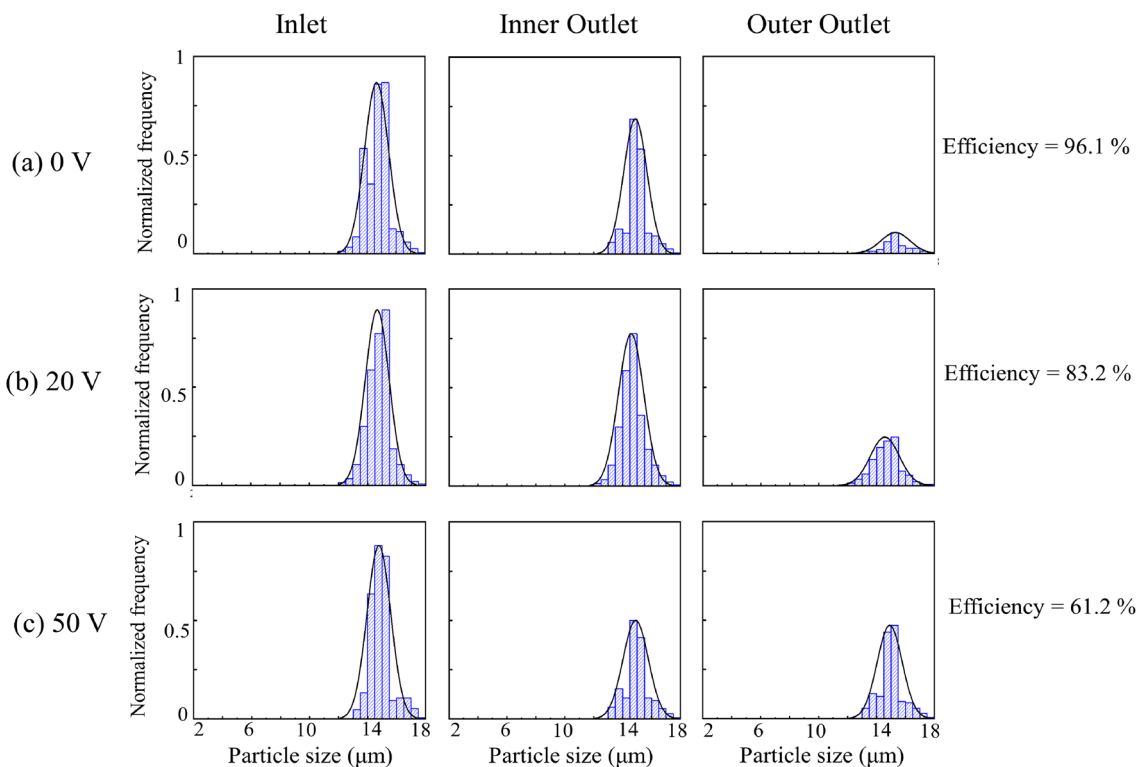 Inlet
Inner Outlet
Outer Outlet
(a) 0 V
Normalized frequency
1
0.5
0
Efficiency = 96.1 %
(b) 20 V
Normalized frequency
1
0.5
0
Efficiency = 83.2 %
(c) 50 V
Normalized frequency
1
0.5
0
Efficiency = 61.2 %
2 6 10 14 18
2 6 10 14 18
2 6 10 14 18
Particle size (μm)
Particle size (μm)
Particle size (μm)